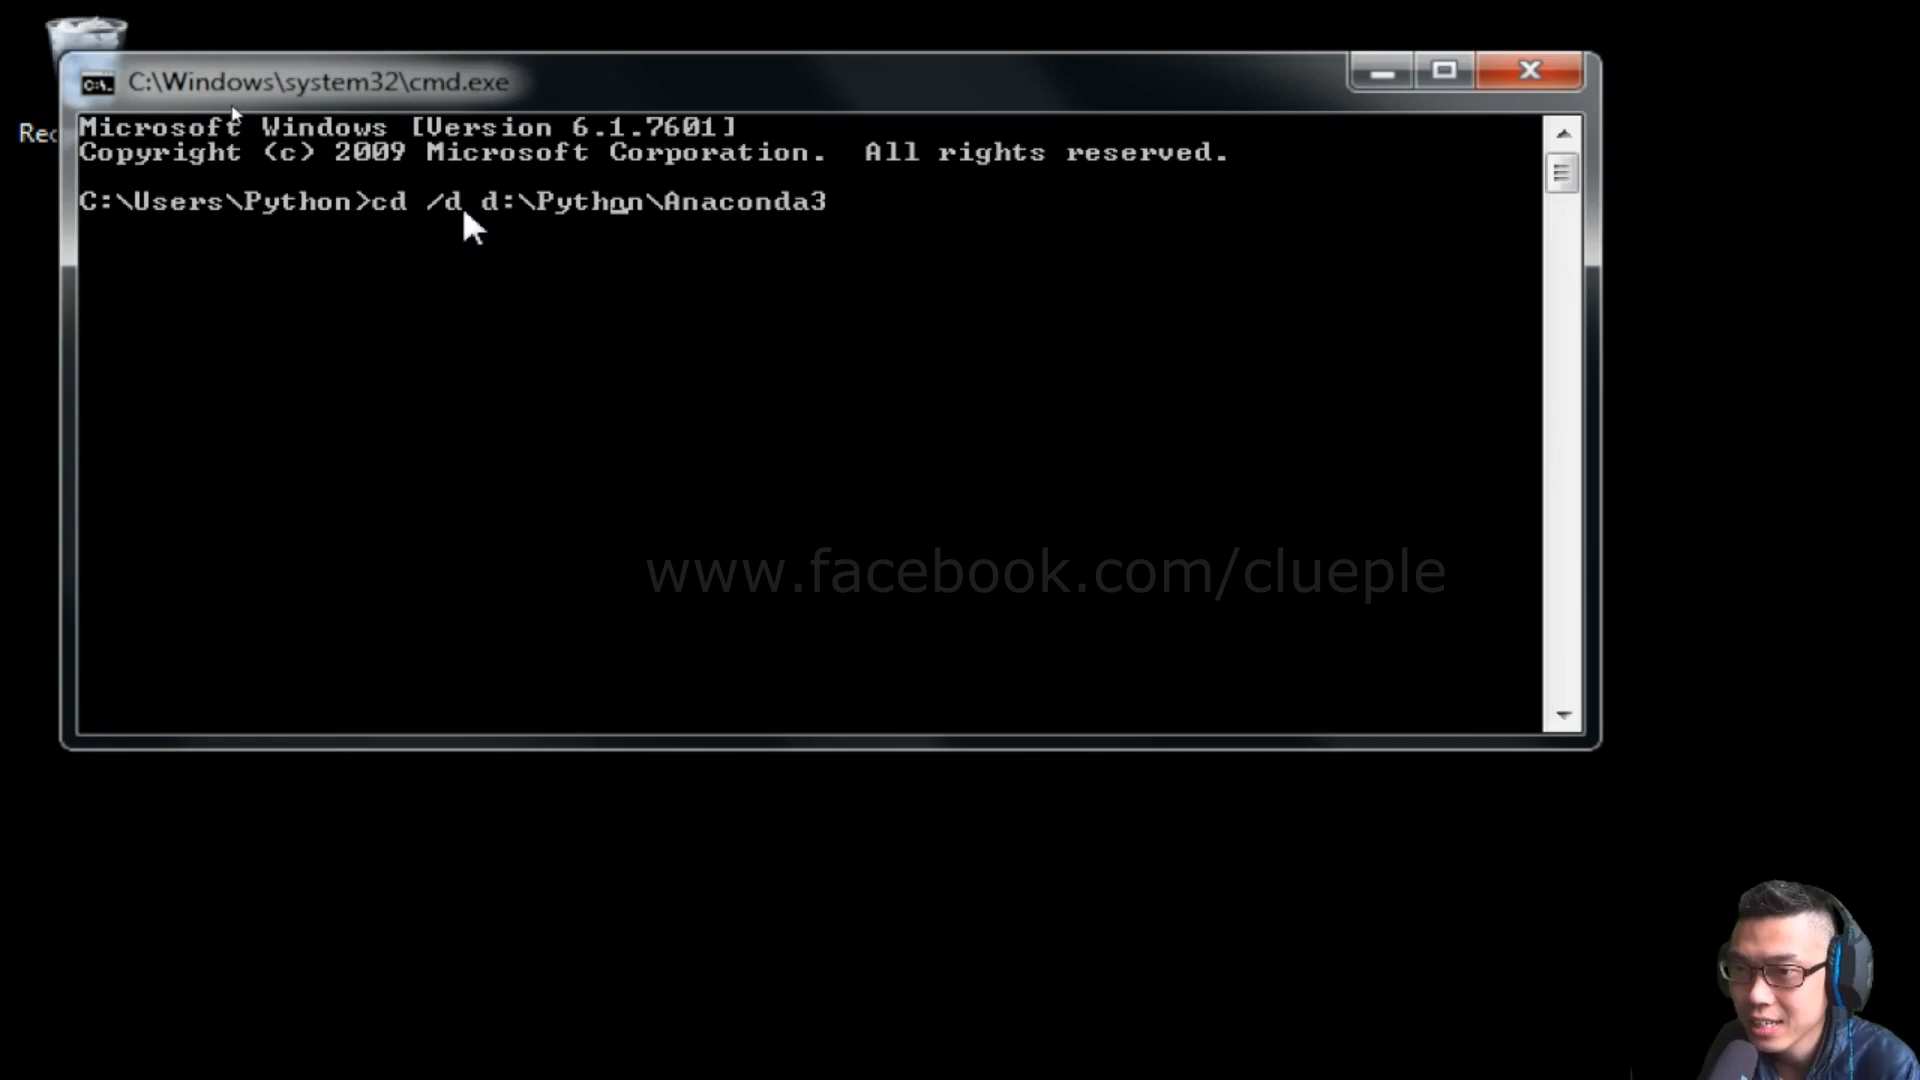 C:\Windows\system32\cmd.exe
Rec
Microsoft Windows [Version 6.1.7601]
Copyright (c) 2009 Microsoft Corporation. All rights reserved.
C:\Users\Python>cd /d d:\Python\Anaconda3
www.facebook.com/clueple